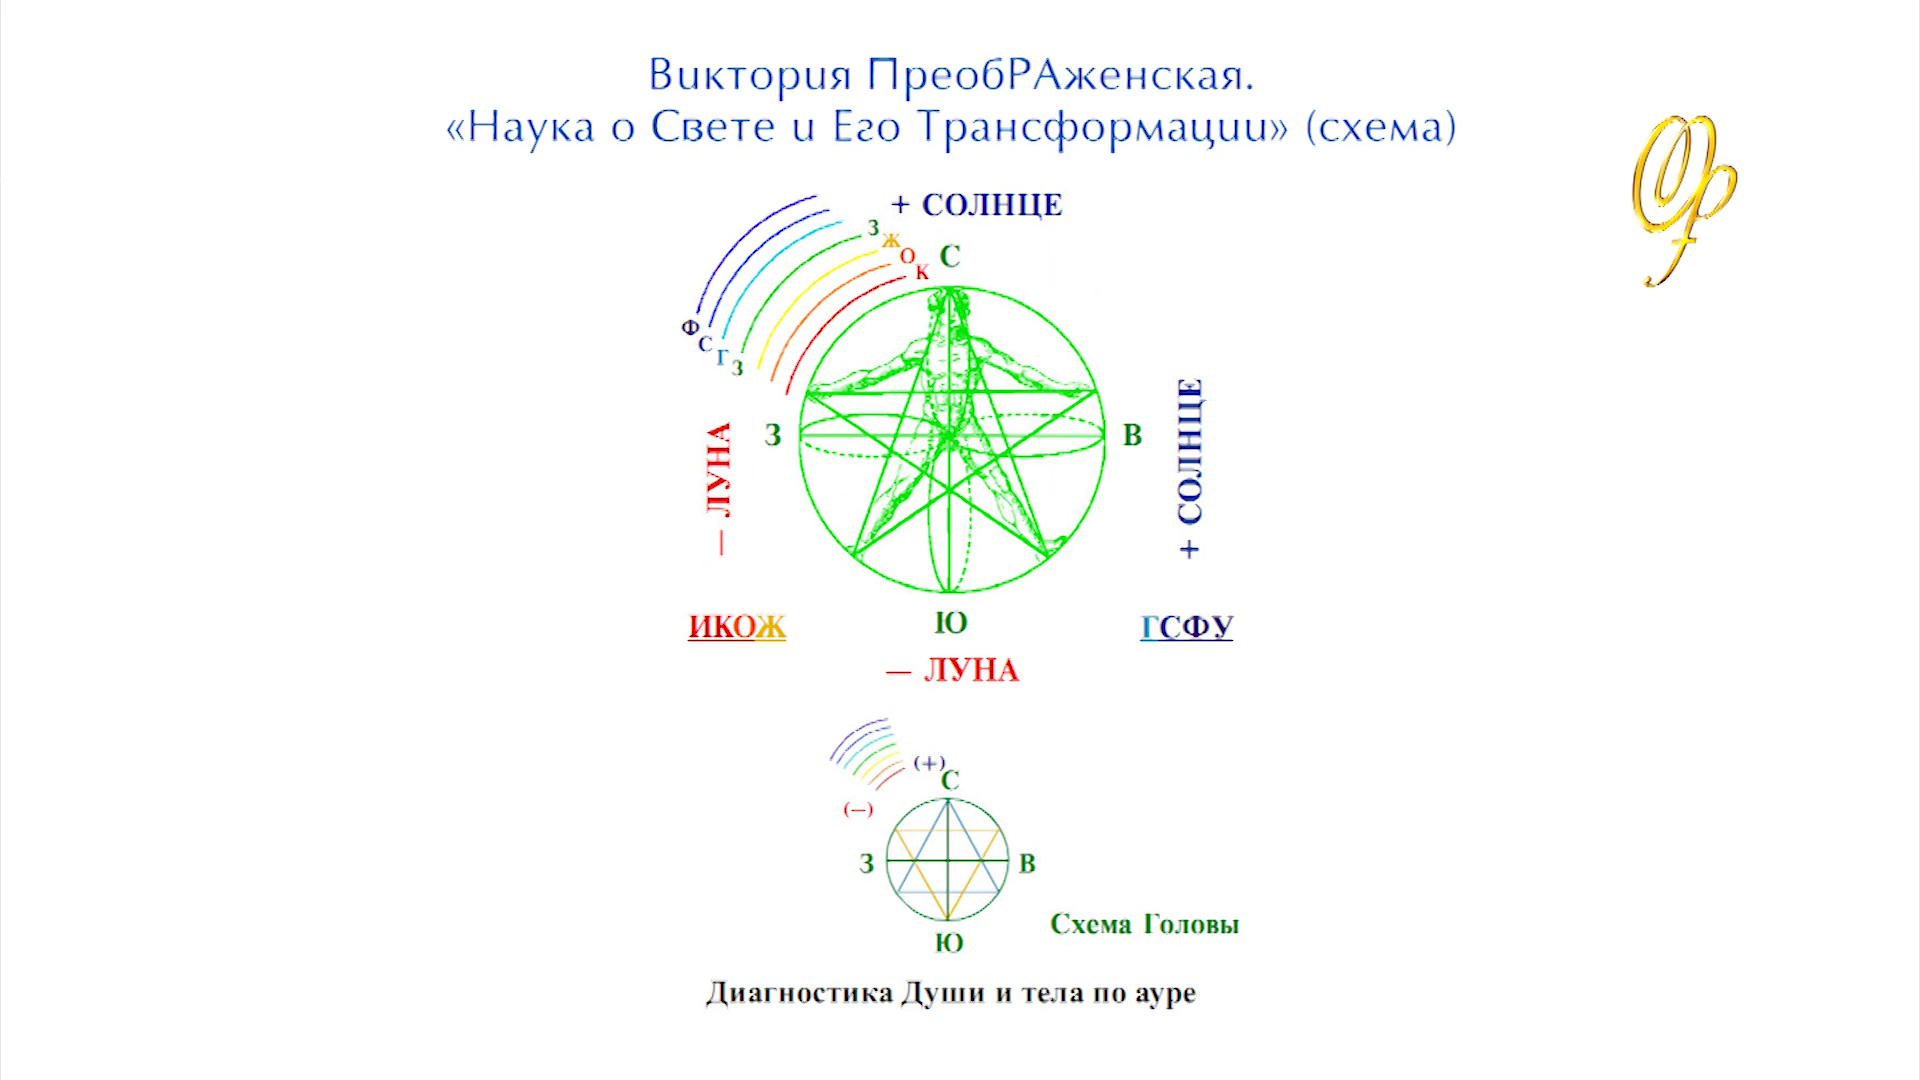 Виктория ПреобРАженская.
«Наука о Свете и Его Трансформации» (схема)
+ СОЛНЦЕ
З
Ж
О
К
С
Ф
С
Г
З
З
В
— ЛУНА
+ СОЛНЦЕ
ИКОЖ
Ю
ГСФУ
— ЛУНА
(+)
С
(—)
З
В
Схема Головы
Ю
Диагностика Души и тела по ауре